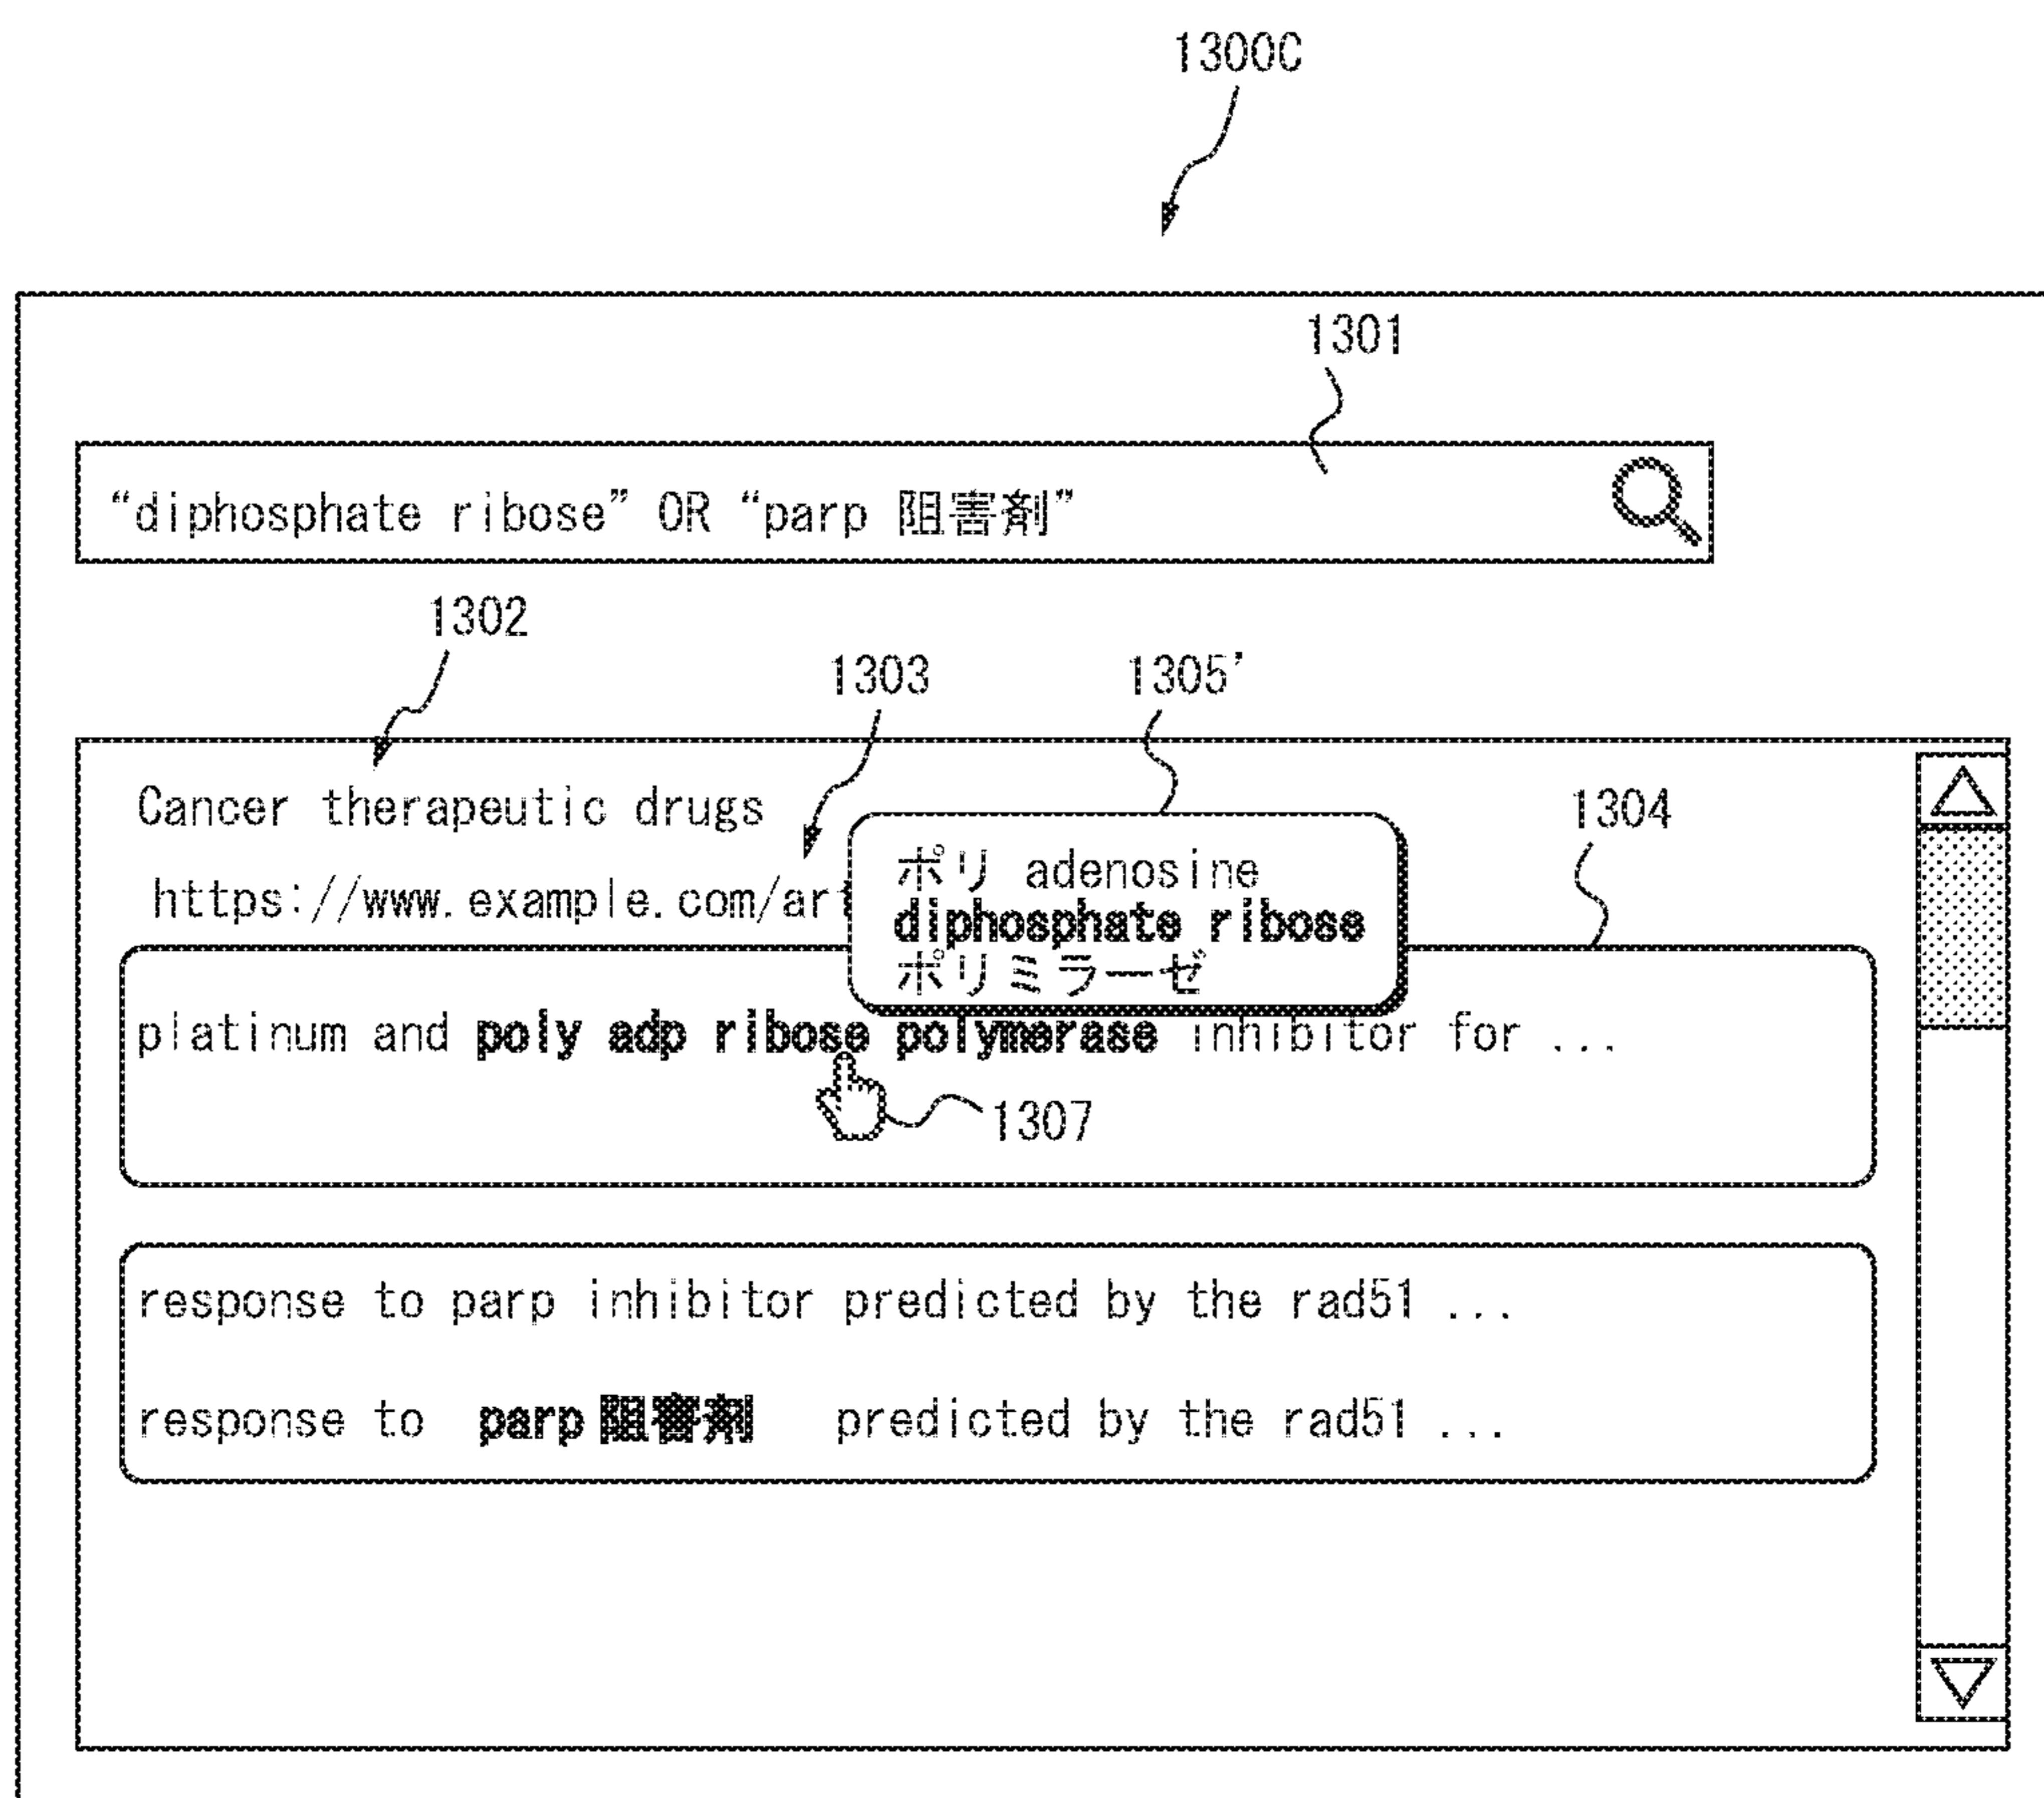 1300C
1301
“diphosphate ribose” OR “parp 阻害剤”
1302
1303
1305’
Cancer therapeutic drugs
1304
https://www.example.com/ar
ポリ adenosine
diphosphate ribose
ポリミラーゼ
platinum and poly adp ribose polymerase inhibitor for ...
1307
response to parp inhibitor predicted by the rad51 ...
response to parp 阻害剤 predicted by the rad51 ...